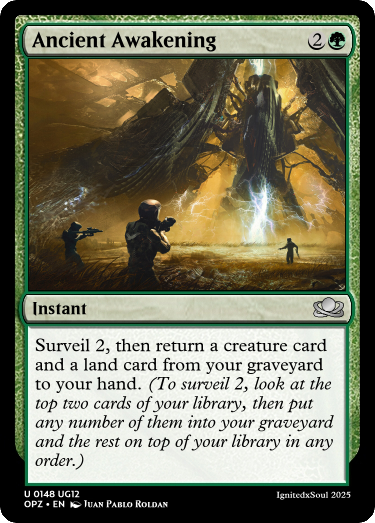 Ancient Awakening 2
Instant
Surveil 2, then return a creature card
and a land card from your graveyard
to your hand. (To surveil 2, look at the
top two cards of your library, then put
any number of them into your graveyard
and the rest on top of your library in any
order.)
U 0148 UG12
OPZ • EN Juan Pablo Roldan
IgnitedxSoul 2025